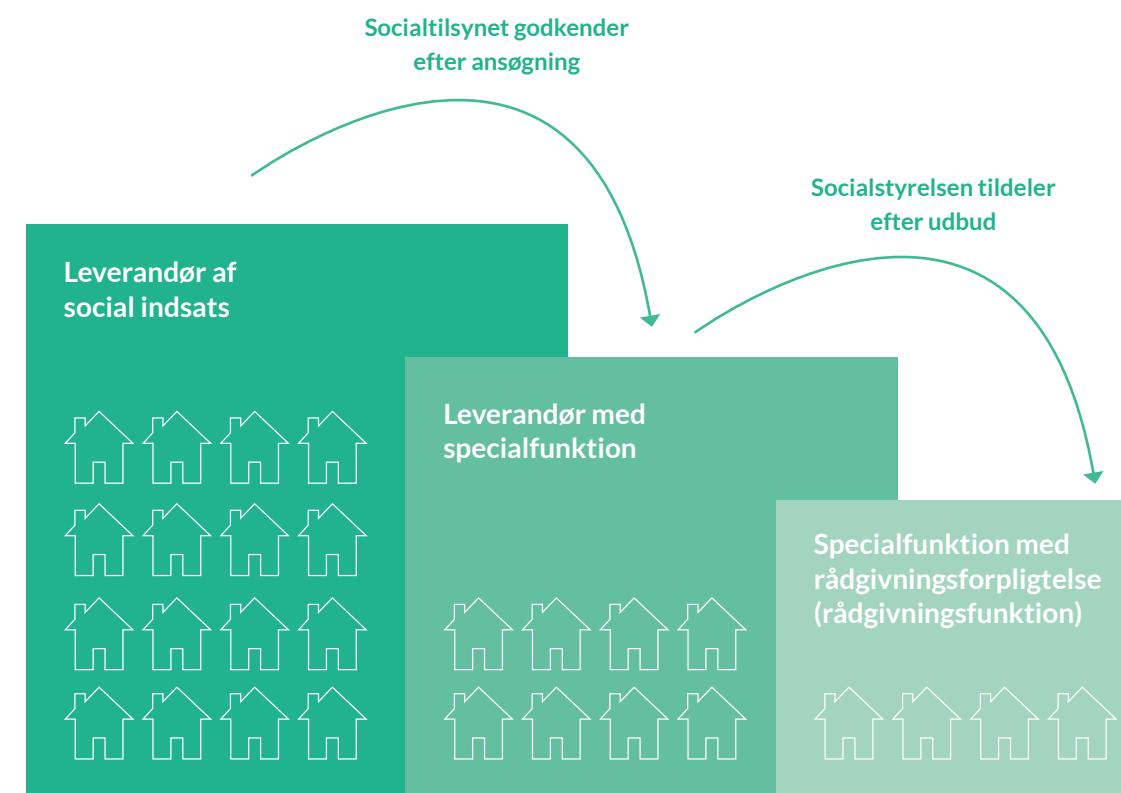 Socialtilsynet godkender
efter ansøgning
Socialstyrelsen tildeler
efter udbud
Leverandør af
social indsats
Leverandør med
specialfunktion
Specialfunktion med
rådgivningsforpligtelse
(rådgivningsfunktion)